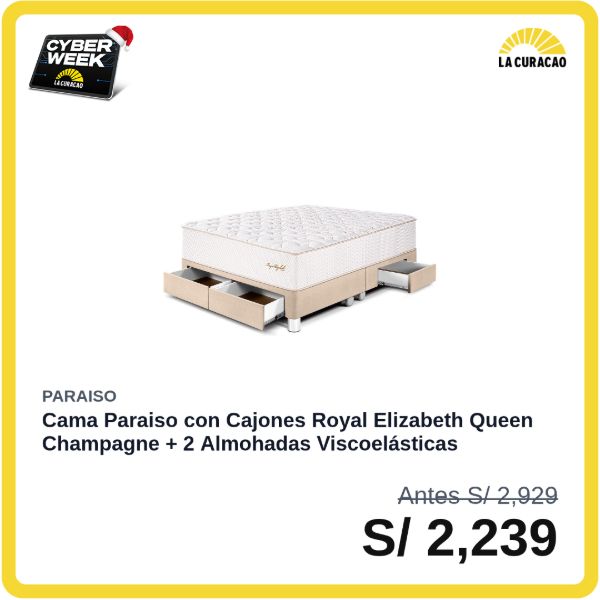 CYBER
WEEK
LA CURACAO
LA CURACAO
PARAISO
Cama Paraiso con Cajones Royal Elizabeth Queen
Champagne + 2 Almohadas Viscoelásticas
Antes S/ 2,929
S/ 2,239